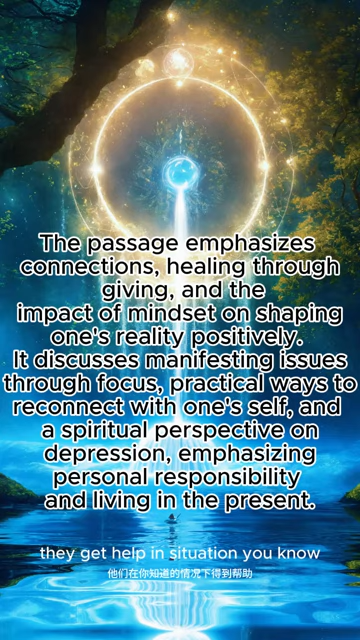 The passage emphasizes
connections, healing through
giving, and the
impact of mindset on shaping
one's reality positively.
It discusses manifesting issues
through focus, practical ways to
reconnect with one's self, and
a spiritual perspective on
depression, emphasizing
personal responsibility
and living in the present.
they get help in situation you know
他们在你知道的情况下得到帮助